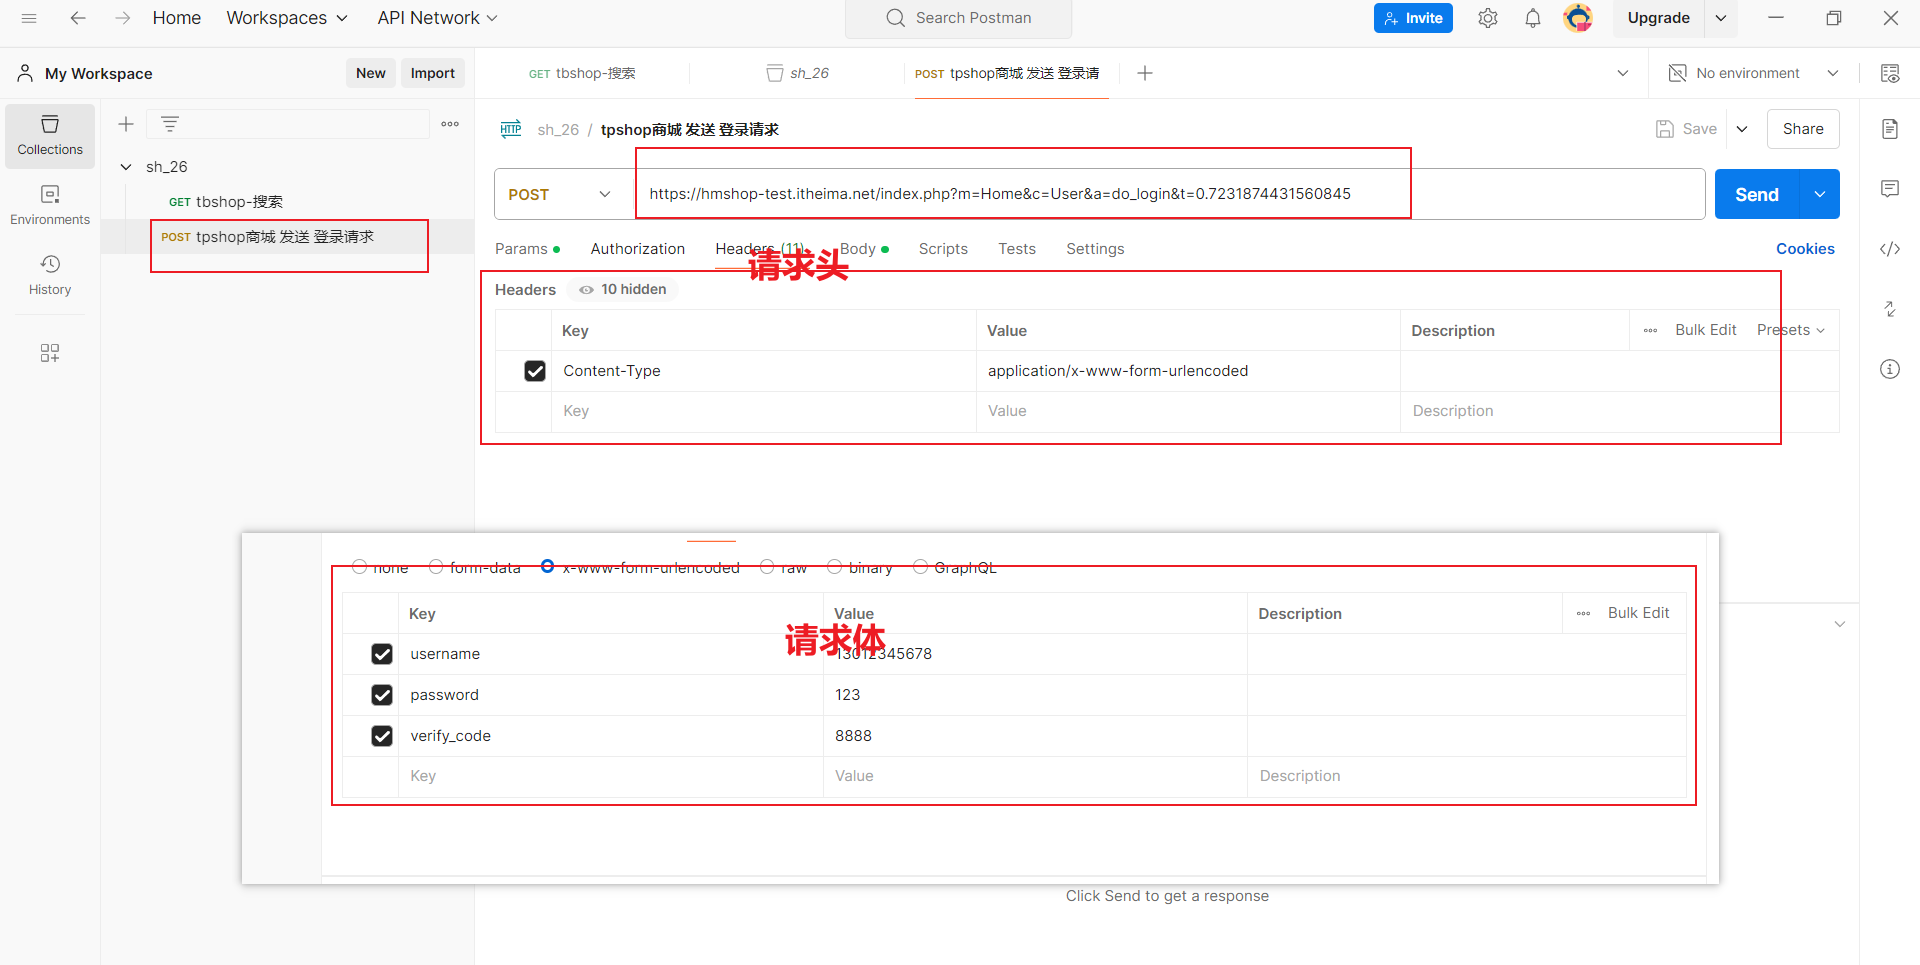 Home Workspaces API Network Search Postman Invite Upgrade
My Workspace New Import GET tbshop-搜索 sh_26 POST tpshop商城 发送 登录请 No environment
Collections
Environments
History
sh_26
GET tbshop-搜索
POST tpshop商城 发送 登录请求
HTTP sh_26 / tpshop商城 发送 登录请求 Save Share
POST https://hmshop-test.itheima.net/index.php?m=Home&c=User&a=do_login&t=0.7231874431560845 Send
Params Authorization Headers (11) Body Scripts Tests Settings Cookies
请求头
Headers 10 hidden
Key Value Description Bulk Edit Presets
Content-Type application/x-www-form-urlencoded
Key Value Description
none form-data x-www-form-urlencoded raw binary GraphQL
Key Value Description Bulk Edit
请求体
username 13012345678
password 123
verify_code 8888
Key Value Description
Click Send to get a response